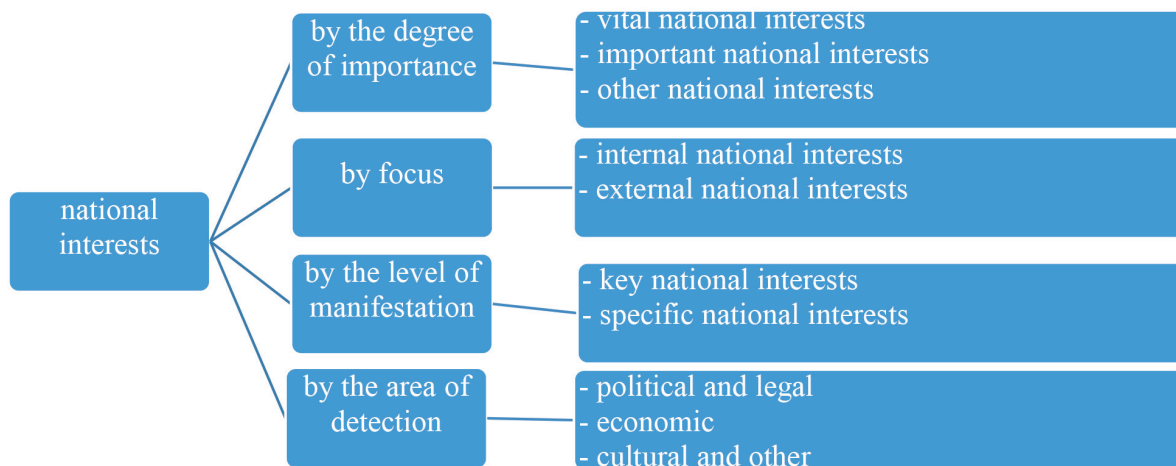 national
interests
by the degree
of importance
- vital national interests
- important national interests
- other national interests
by focus
- internal national interests
- external national interests
by the level of
manifestation
- key national interests
- specific national interests
by the area of
detection
- political and legal
- economic
- cultural and other